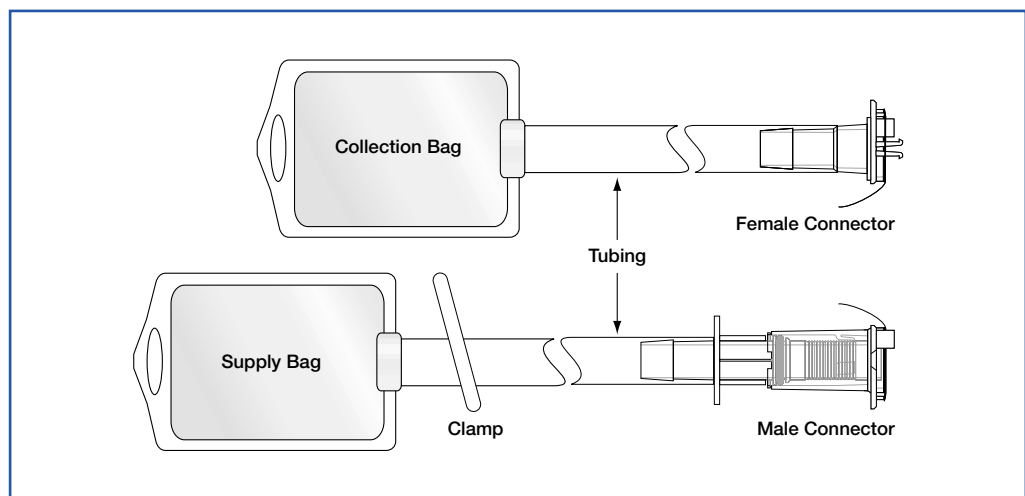 Collection Bag
Female Connector
Tubing
Supply Bag
Clamp
Male Connector